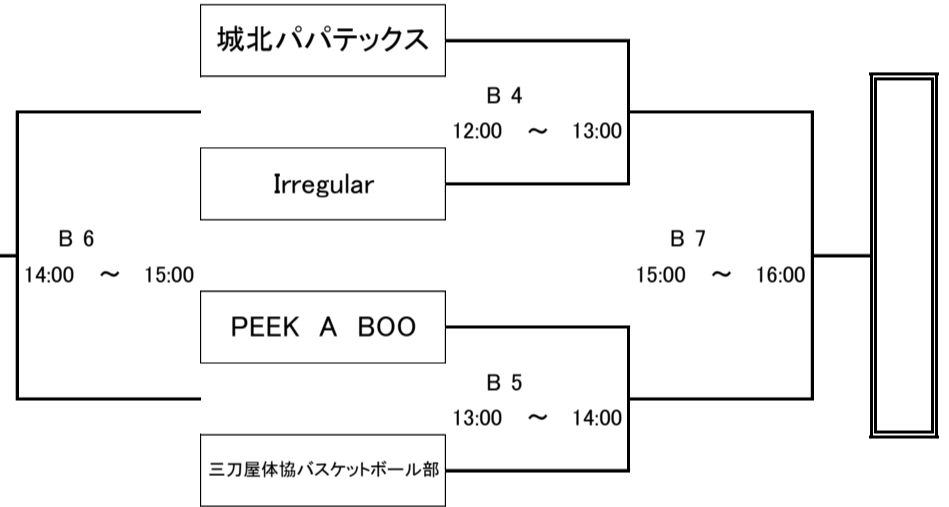 城北パパテックス
B 4
12:00 ～ 13:00
Irregular
B 6
14:00 ～ 15:00
B 7
15:00 ～ 16:00
PEEK A BOO
B 5
13:00 ～ 14:00
三刀屋体協バスケットボール部